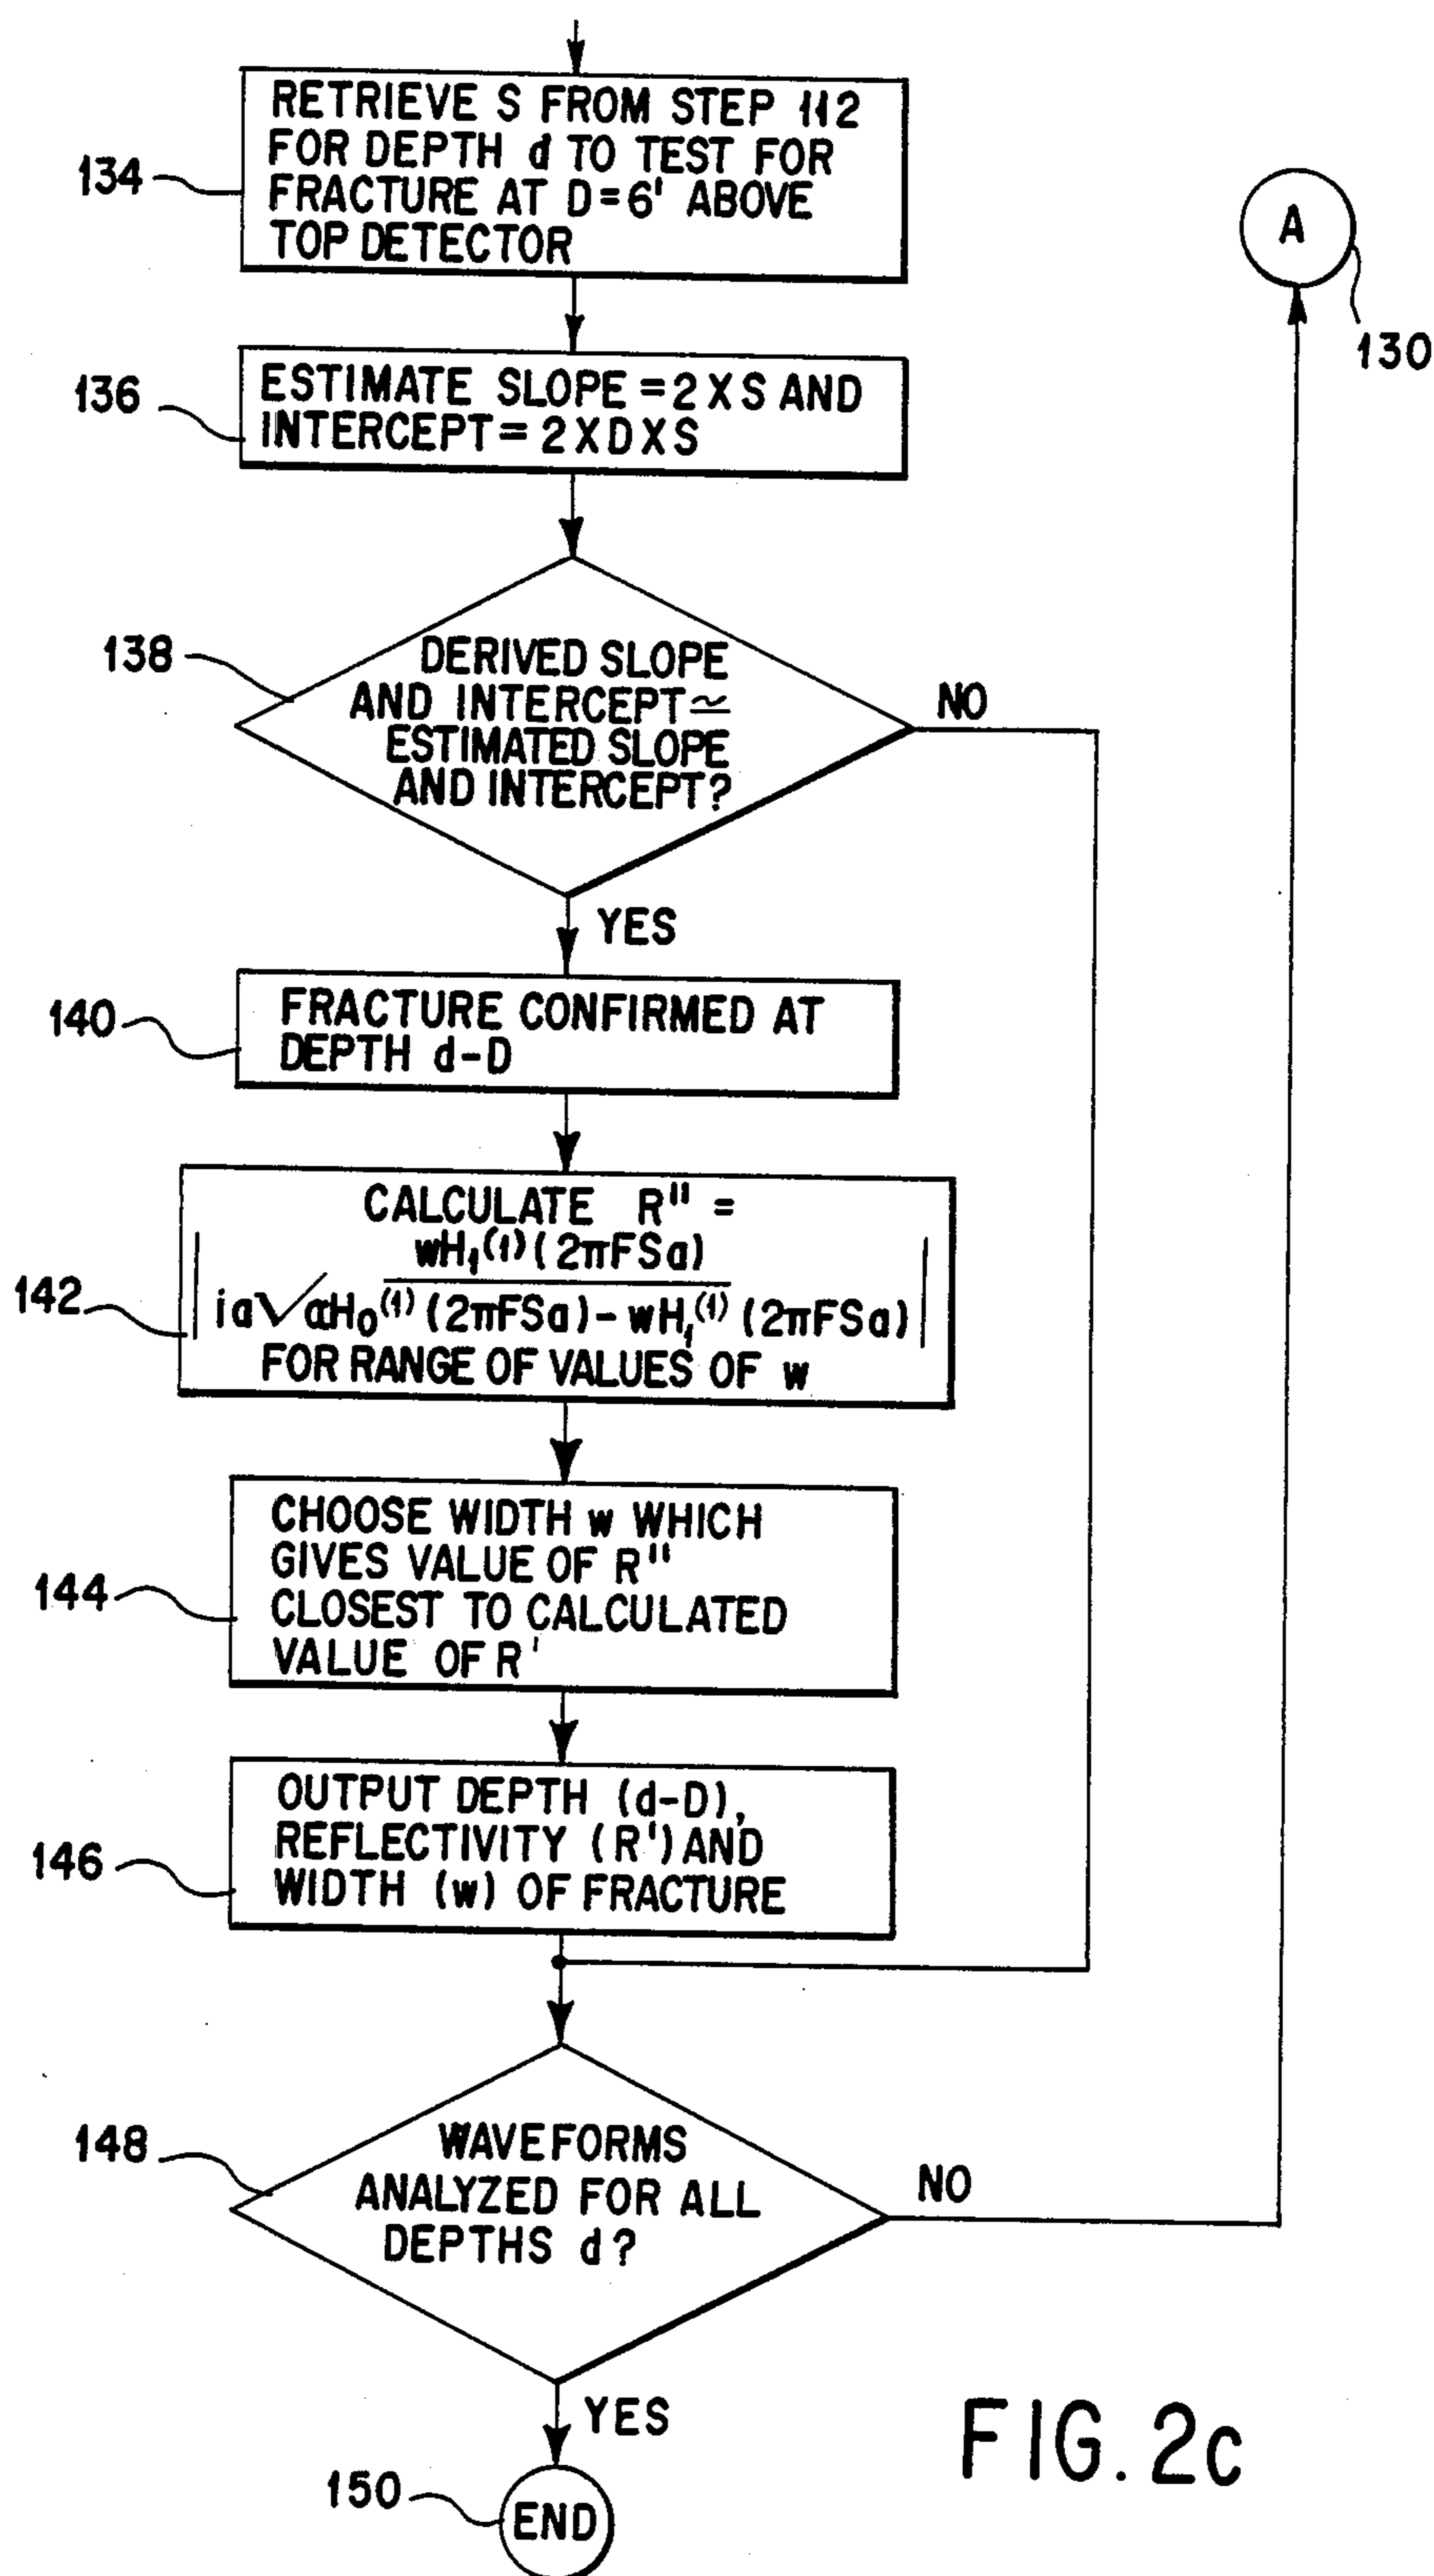 RETRIEVE S FROM STEP 112
FOR DEPTH d TO TEST FOR
FRACTURE AT D=6' ABOVE
TOP DETECTOR
134
A
130
ESTIMATE SLOPE =2 X S AND
INTERCEPT= 2XDXS
136
138
DERIVED SLOPE
AND INTERCEPT ≃
ESTIMATED SLOPE
AND INTERCEPT?
NO
YES
140
FRACTURE CONFIRMED AT
DEPTH d-D
CALCULATE R" =
wH₁⁽¹⁾(2πFSa)
142
ia√αH₀⁽¹⁾(2πFSa)-wH₁⁽¹⁾(2πFSa)
FOR RANGE OF VALUES OF w
144
CHOOSE WIDTH w WHICH
GIVES VALUE OF R"
CLOSEST TO CALCULATED
VALUE OF R'
146
OUTPUT DEPTH (d-D),
REFLECTIVITY (R') AND
WIDTH (w) OF FRACTURE
148
WAVEFORMS
ANALYZED FOR ALL
DEPTHS d?
NO
YES
150
END
FIG. 2c